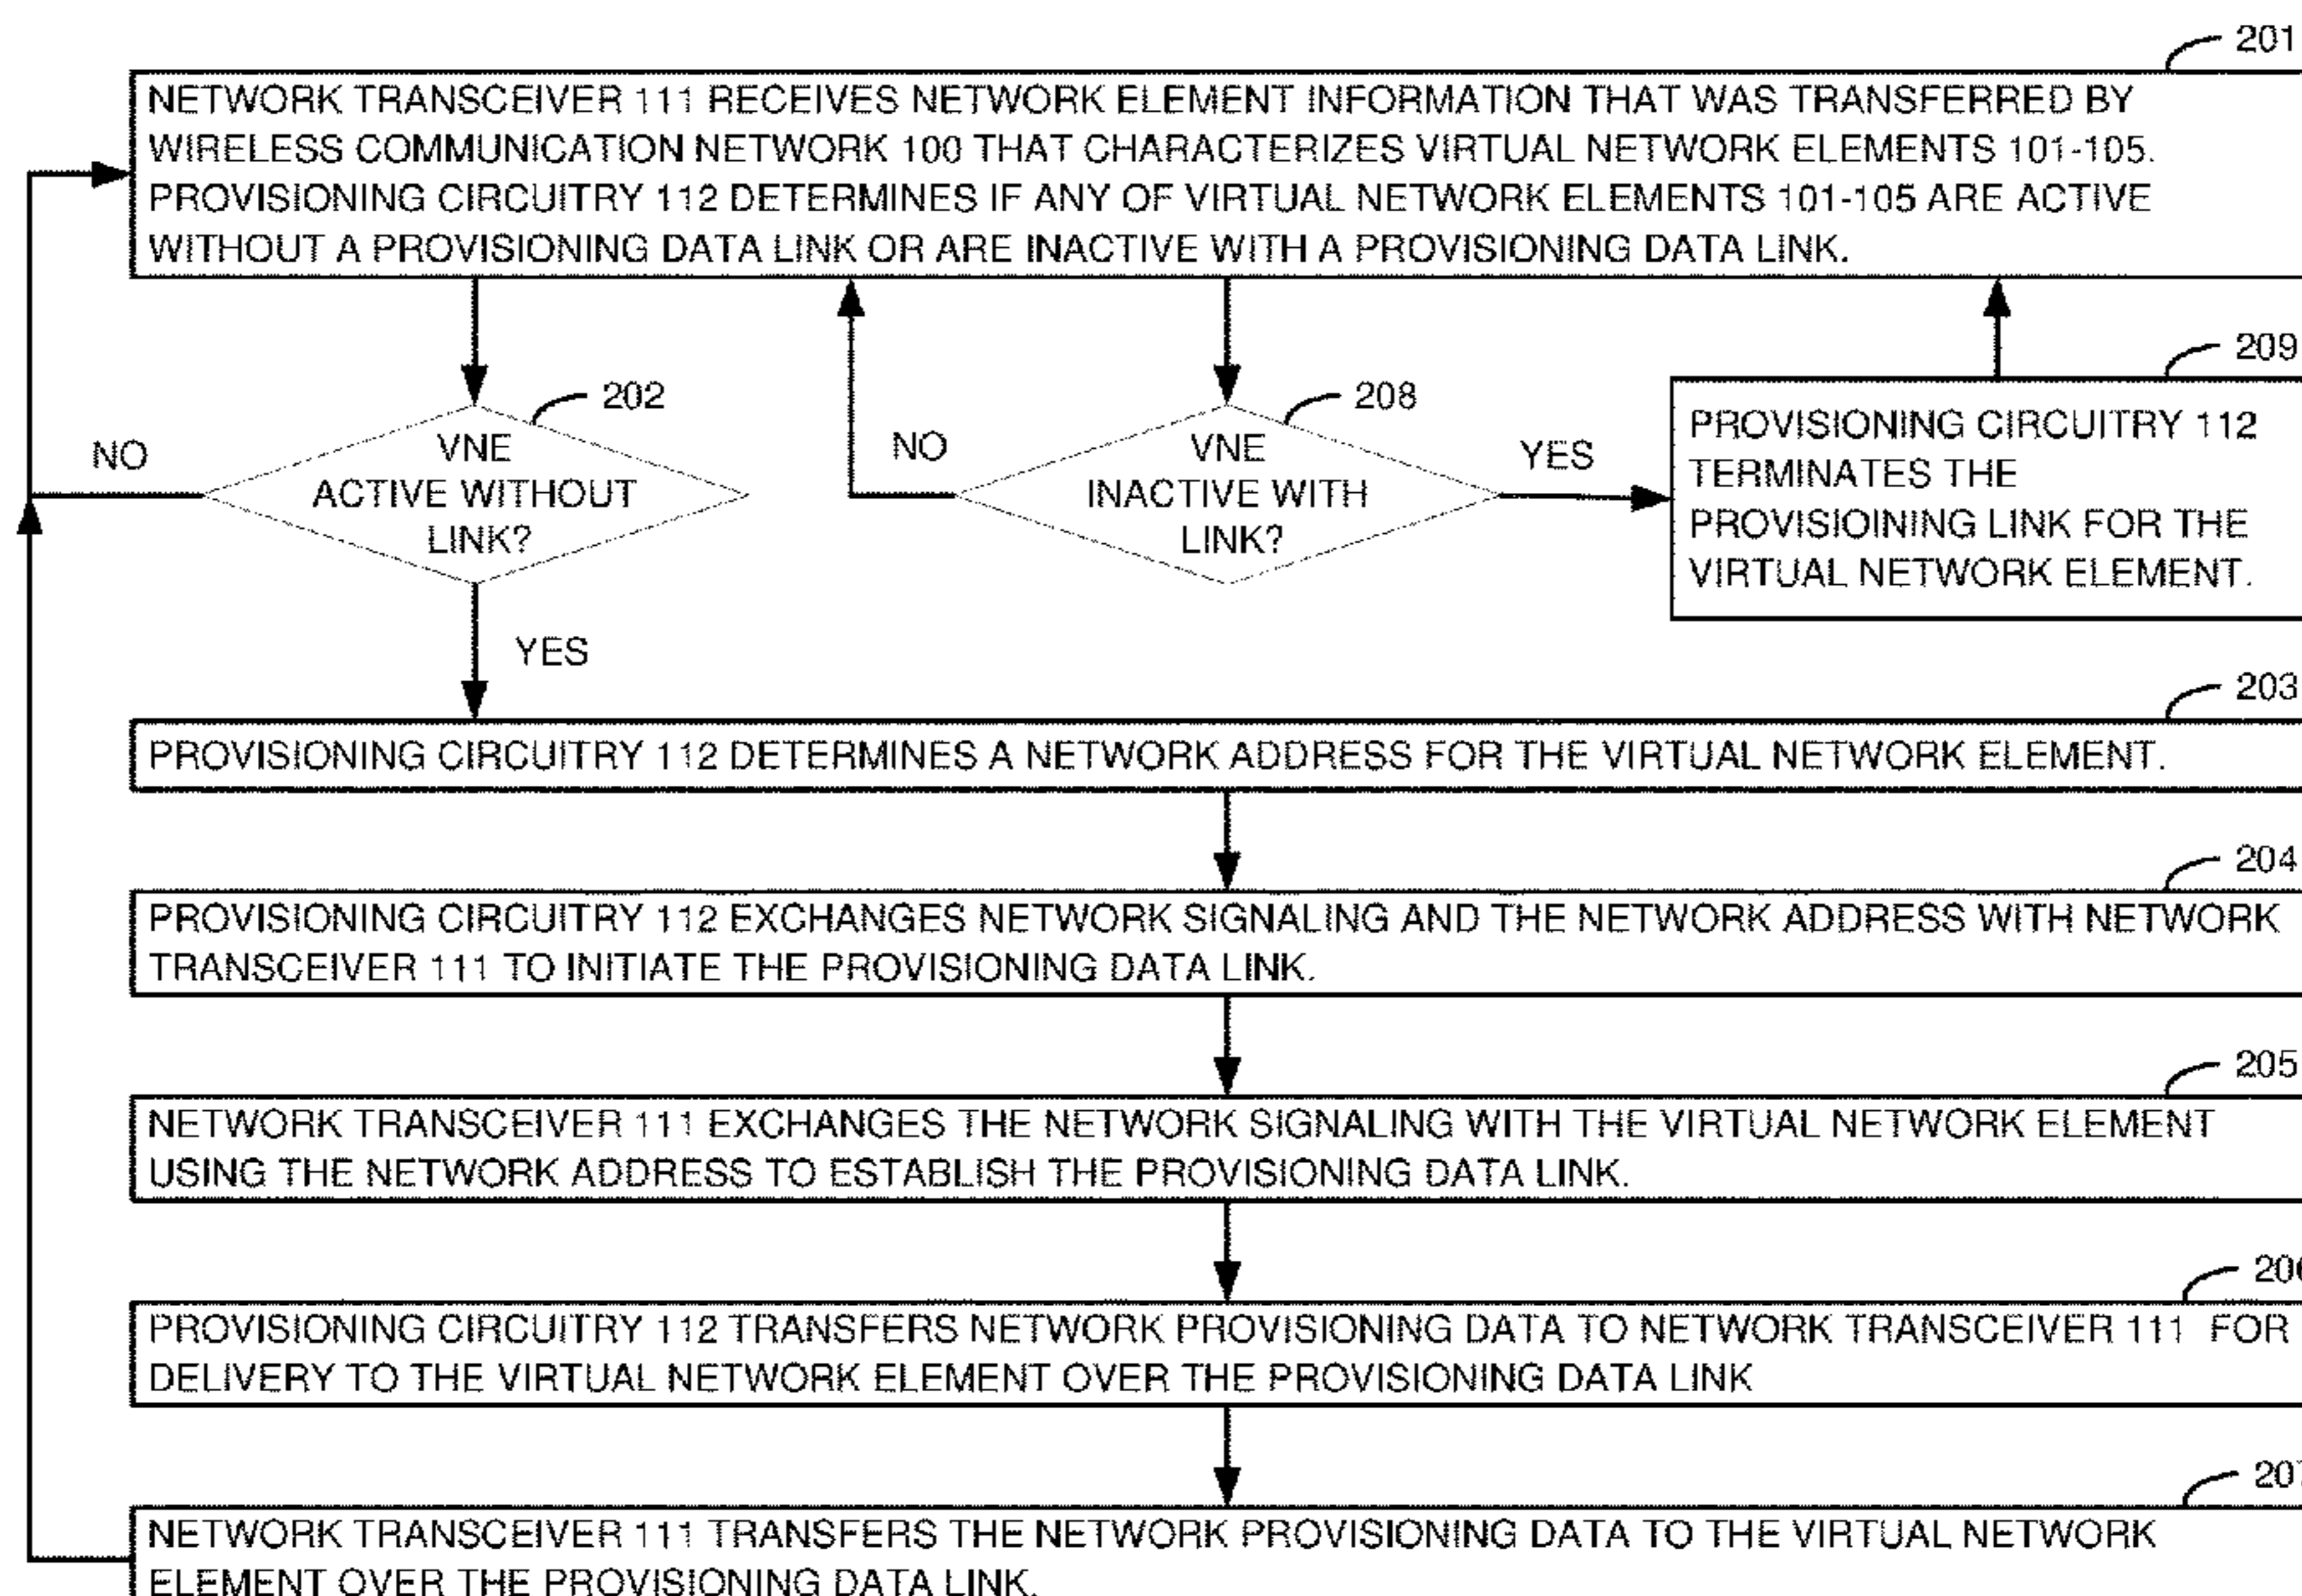 201
NETWORK TRANSCEIVER 111 RECEIVES NETWORK ELEMENT INFORMATION THAT WAS TRANSFERRED BY
WIRELESS COMMUNICATION NETWORK 100 THAT CHARACTERIZES VIRTUAL NETWORK ELEMENTS 101-105.
PROVISIONING CIRCUITRY 112 DETERMINES IF ANY OF VIRTUAL NETWORK ELEMENTS 101-105 ARE ACTIVE
WITHOUT A PROVISIONING DATA LINK OR ARE INACTIVE WITH A PROVISIONING DATA LINK.
202
NO
VNE
ACTIVE WITHOUT
LINK?
YES
208
NO
VNE
INACTIVE WITH
LINK?
YES
209
PROVISIONING CIRCUITRY 112
TERMINATES THE
PROVISIOINING LINK FOR THE
VIRTUAL NETWORK ELEMENT.
203
PROVISIONING CIRCUITRY 112 DETERMINES A NETWORK ADDRESS FOR THE VIRTUAL NETWORK ELEMENT.
204
PROVISIONING CIRCUITRY 112 EXCHANGES NETWORK SIGNALING AND THE NETWORK ADDRESS WITH NETWORK
TRANSCEIVER 111 TO INITIATE THE PROVISIONING DATA LINK.
205
NETWORK TRANSCEIVER 111 EXCHANGES THE NETWORK SIGNALING WITH THE VIRTUAL NETWORK ELEMENT
USING THE NETWORK ADDRESS TO ESTABLISH THE PROVISIONING DATA LINK.
206
PROVISIONING CIRCUITRY 112 TRANSFERS NETWORK PROVISIONING DATA TO NETWORK TRANSCEIVER 111 FOR
DELIVERY TO THE VIRTUAL NETWORK ELEMENT OVER THE PROVISIONING DATA LINK
207
NETWORK TRANSCEIVER 111 TRANSFERS THE NETWORK PROVISIONING DATA TO THE VIRTUAL NETWORK
ELEMENT OVER THE PROVISIONING DATA LINK.